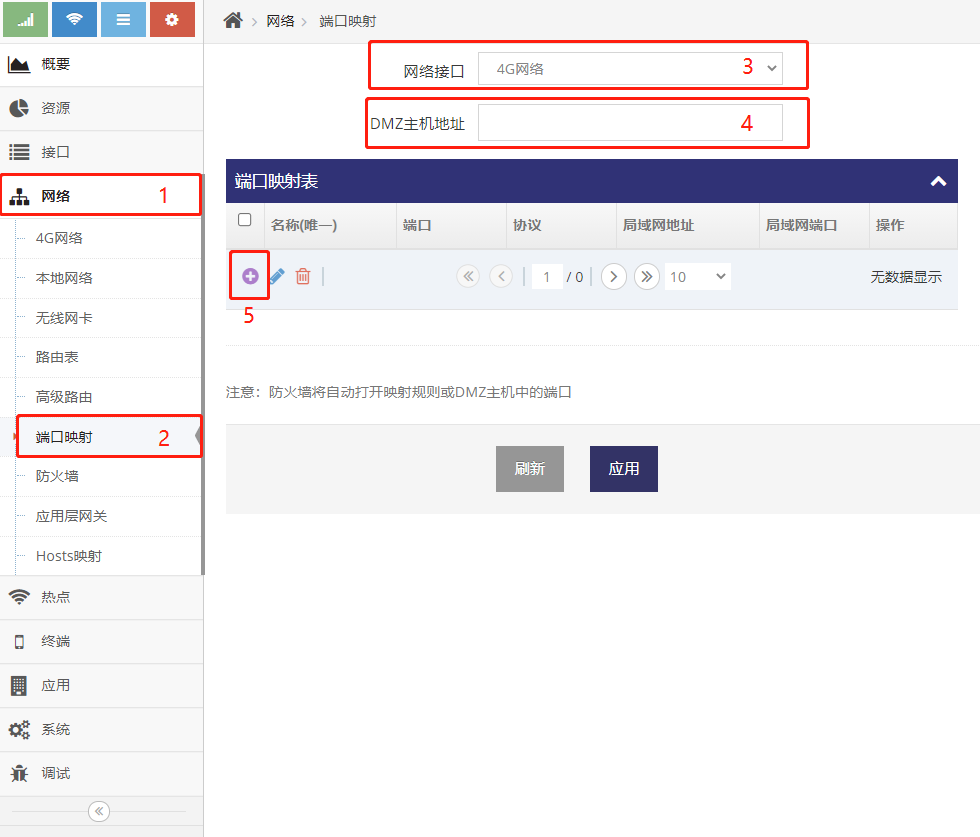 网络 端口映射
概要
资源
接口
网络 1
4G网络
本地网络
无线网卡
路由表
高级路由
端口映射 2
防火墙
应用层网关
Hosts映射
热点
终端
应用
系统
调试
网络接口 4G网络 3
DMZ主机地址 4
端口映射表
名称(唯一) 端口 协议 局域网地址 局域网端口 操作
1 / 0 10 无数据显示
5
注意：防火墙将自动打开映射规则或DMZ主机中的端口
刷新 应用